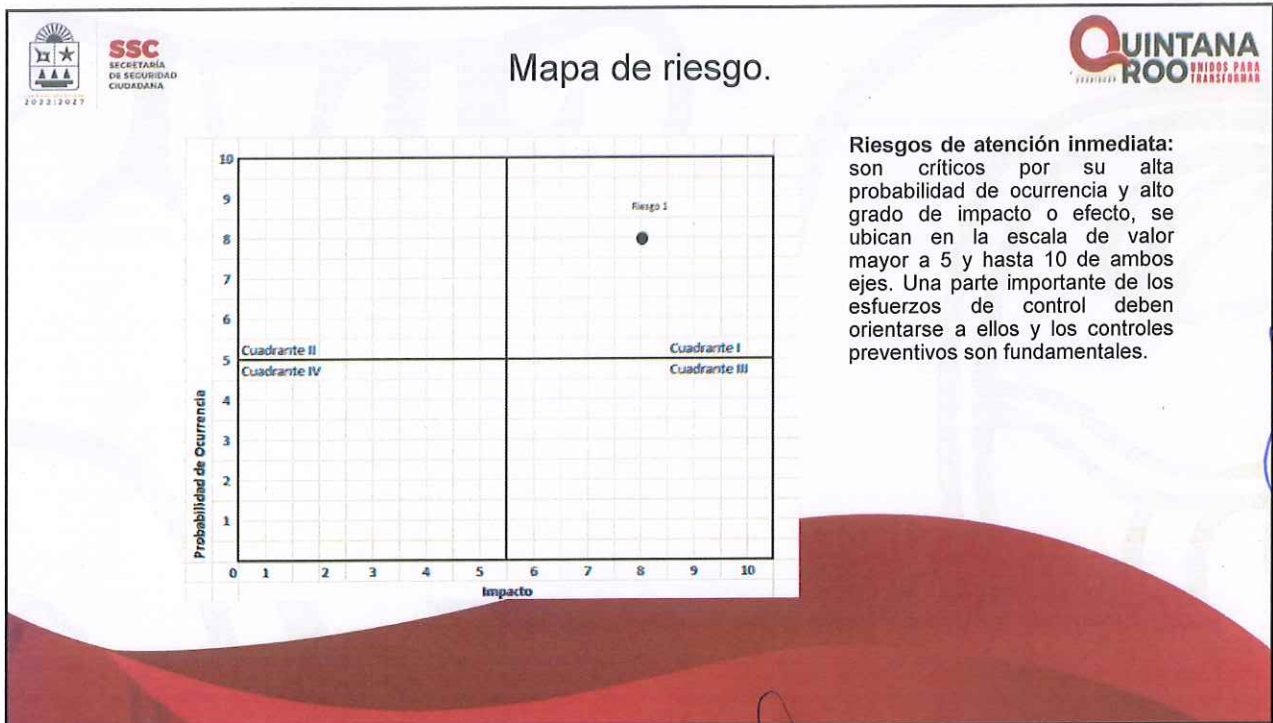 SSC
SECRETARÍA
DE SEGURIDAD
CIUDADANA
2022|2027
Mapa de riesgo.
QUINTANA
ROO UNIDOS PARA
TRANSFORMAR
10
9
8
7
6
5
4
3
2
1
Probabilidad de Ocurrencia
Riesgo 1
Cuadrante II
Cuadrante I
Cuadrante IV
Cuadrante III
0 1 2 3 4 5 6 7 8 9 10
Impacto
Riesgos de atención inmediata:
son críticos por su alta
probabilidad de ocurrencia y alto
grado de impacto o efecto, se
ubican en la escala de valor
mayor a 5 y hasta 10 de ambos
ejes. Una parte importante de los
esfuerzos de control deben
orientarse a ellos y los controles
preventivos son fundamentales.